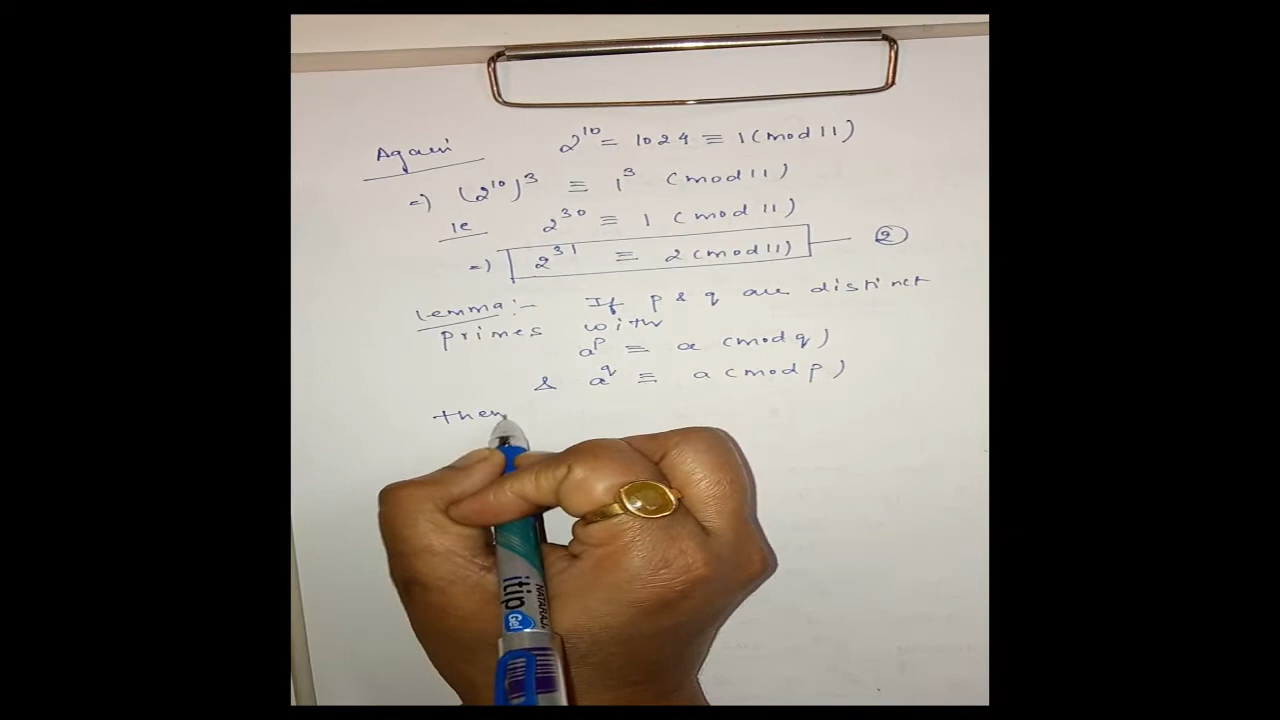 Again 2^10 = 1024 ≡ 1 (mod 11)
=) (2^10)^3 ≡ 1^3 (mod 11)
Ie 2^30 ≡ 1 (mod 11)
=) 2^31 ≡ 2 (mod 11) — ②
Lemma:- If p & q are distinct
primes with
a^p ≡ a (mod q)
& a^q ≡ a (mod p)
then
NATARAJ
itip
Gel